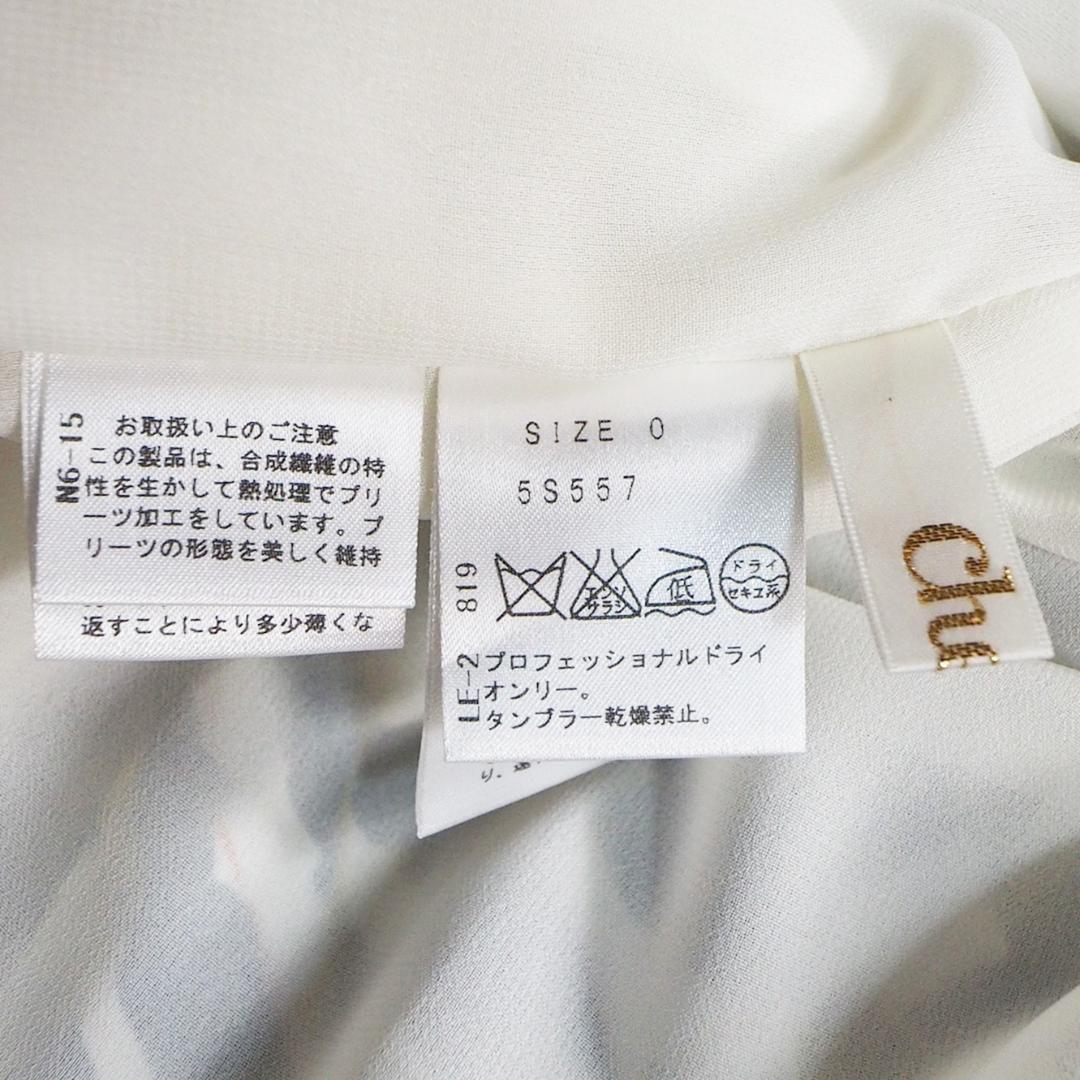 N6-15
お取扱い上のご注意
この製品は、合成繊維の特
性を生かして熱処理でプリ
ーツ加工をしています。プ
リーツの形態を美しく維持
返すことにより多少薄くな
SIZE 0
5S557
819
エンソ
サラシ
低
ドライ
セキユ系
LE-2
プロフェッショナルドライ
オンリー。
タンブラー乾燥禁止。
Chu